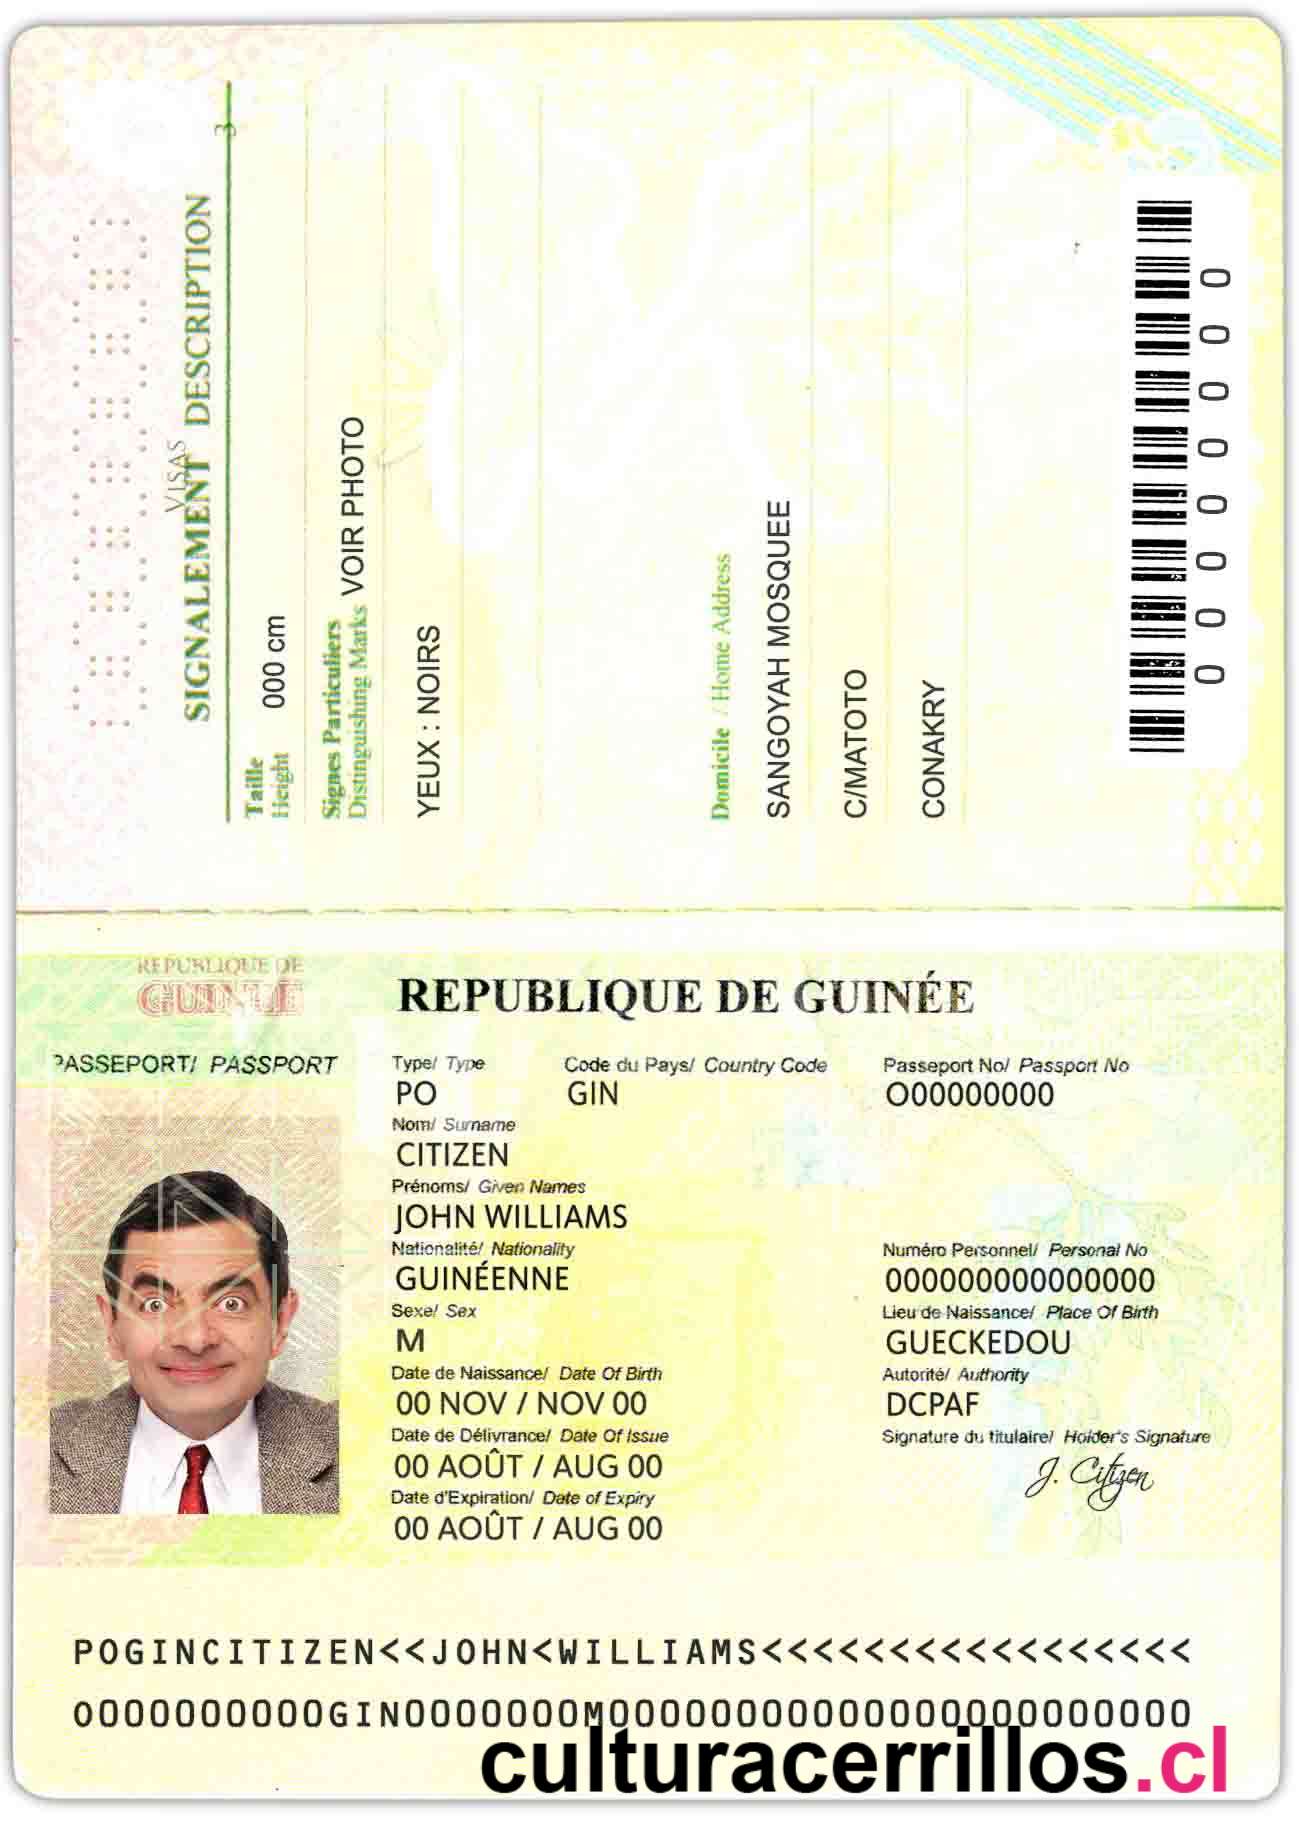 3
SIGNALEMENT DESCRIPTION
VISAS
Taille
Height 000 cm
Signes Particuliers
Distinguishing Marks VOIR PHOTO
YEUX : NOIRS
Domicile / Home Address
SANGOYAH MOSQUEE
C/MATOTO
CONAKRY
0 0 0 0 0 0 0 0
REPUBLIQUE DE
GUINÉE
REPUBLIQUE DE GUINÉE
PASSEPORT/ PASSPORT
Type/ Type Code du Pays/ Country Code Passeport No/ Passport No
PO GIN O00000000
Nom/ Surname
CITIZEN
Prénoms/ Given Names
JOHN WILLIAMS
Nationalité/ Nationality Numéro Personnel/ Personal No
GUINÉENNE 000000000000000
Sexe/ Sex Lieu de Naissance/ Place Of Birth
M GUECKEDOU
Date de Naissance/ Date Of Birth Autorité/ Authority
00 NOV / NOV 00 DCPAF
Date de Délivrance/ Date Of Issue Signature du titulaire/ Holder's Signature
00 AOÛT / AUG 00 J. Citizen
Date d'Expiration/ Date of Expiry
00 AOÛT / AUG 00
POGINCITIZEN<<JOHN<WILLIAMS<<<<<<<<<<<<<<<<<
O000000000GIN0000000M00000000000000000000000
culturacerrillos.cl